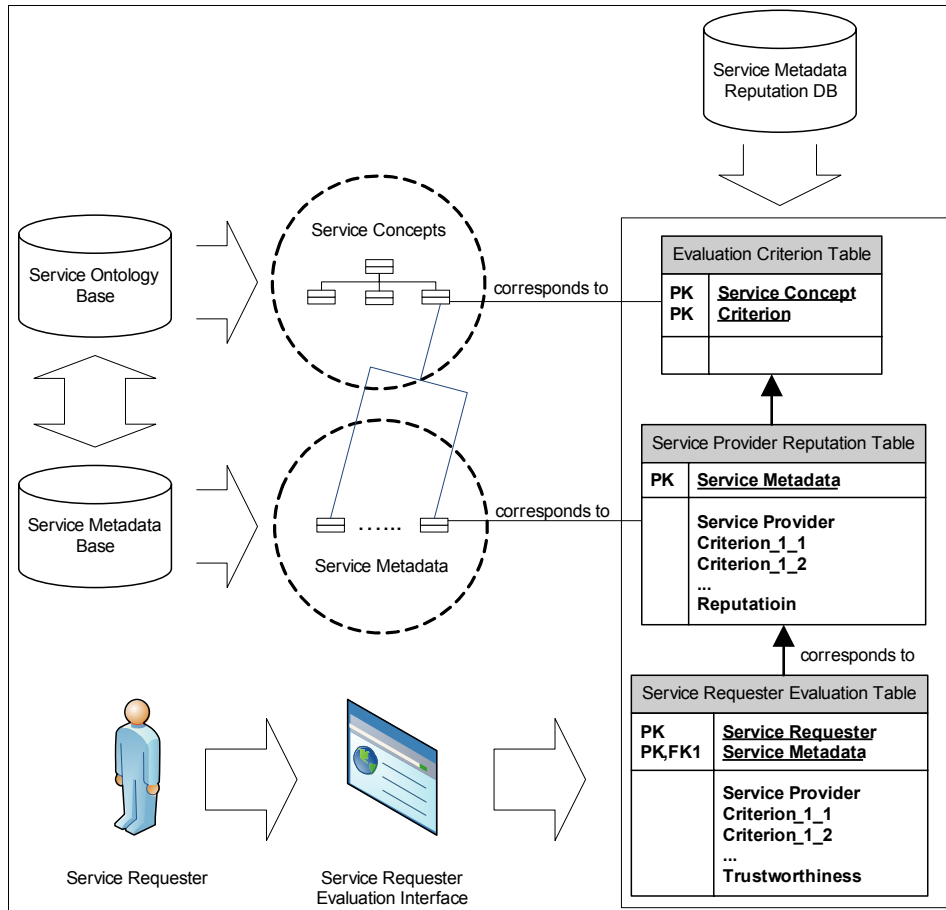 Service Metadata
Reputation DB
Service Concepts
Service Ontology
Base
corresponds to
Evaluation Criterion Table
PK Service Concept
PK Criterion
Service Metadata
Base
......
Service Metadata
corresponds to
Service Provider Reputation Table
PK Service Metadata
Service Provider
Criterion_1_1
Criterion_1_2
...
Reputatioin
corresponds to
Service Requester Evaluation Table
PK Service Requester
PK,FK1 Service Metadata
Service Provider
Criterion_1_1
Criterion_1_2
...
Trustworthiness
Service Requester
Service Requester
Evaluation Interface